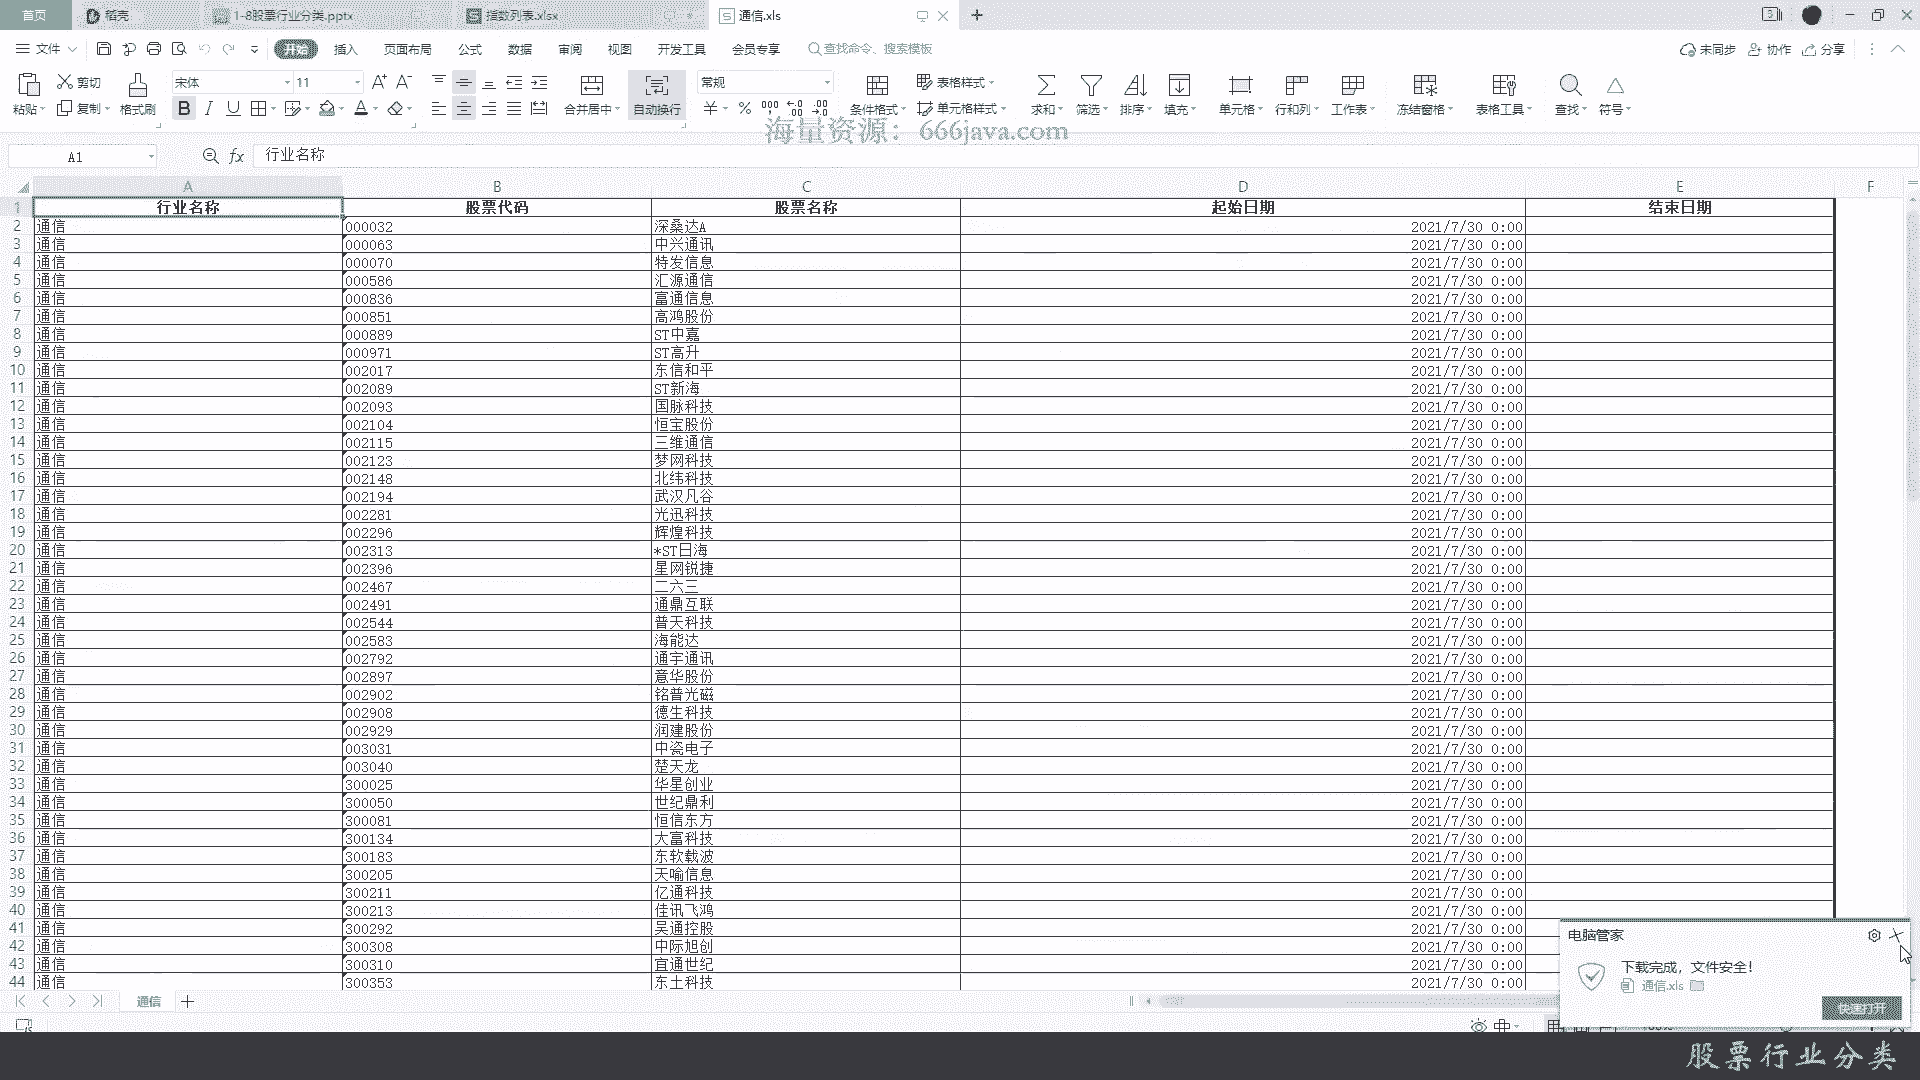 首页 稻壳 1-8股票行业分类.pptx 指数列表.xlsx 通信.xls
文件 开始 插入 页面布局 公式 数据 审阅 视图 开发工具 会员专享 查找命令、搜索模板 未同步 协作 分享
剪切 宋体 11 常规 表格样式
粘贴 复制 格式刷 合并居中 自动换行 条件格式 单元格样式 求和 筛选 排序 填充 单元格 行和列 工作表 冻结窗格 表格工具 查找 符号
海量资源：666java.com
A1 fx 行业名称
A B C D E F
1 行业名称 股票代码 股票名称 起始日期 结束日期
2 通信 000032 深桑达A 2021/7/30 0:00
3 通信 000063 中兴通讯 2021/7/30 0:00
4 通信 000070 特发信息 2021/7/30 0:00
5 通信 000586 汇源通信 2021/7/30 0:00
6 通信 000836 富通信息 2021/7/30 0:00
7 通信 000851 高鸿股份 2021/7/30 0:00
8 通信 000889 ST中嘉 2021/7/30 0:00
9 通信 000971 ST高升 2021/7/30 0:00
10 通信 002017 东信和平 2021/7/30 0:00
11 通信 002089 ST新海 2021/7/30 0:00
12 通信 002093 国脉科技 2021/7/30 0:00
13 通信 002104 恒宝股份 2021/7/30 0:00
14 通信 002115 三维通信 2021/7/30 0:00
15 通信 002123 梦网科技 2021/7/30 0:00
16 通信 002148 北纬科技 2021/7/30 0:00
17 通信 002194 武汉凡谷 2021/7/30 0:00
18 通信 002281 光迅科技 2021/7/30 0:00
19 通信 002296 辉煌科技 2021/7/30 0:00
20 通信 002313 *ST日海 2021/7/30 0:00
21 通信 002396 星网锐捷 2021/7/30 0:00
22 通信 002467 二六三 2021/7/30 0:00
23 通信 002491 通鼎互联 2021/7/30 0:00
24 通信 002544 普天科技 2021/7/30 0:00
25 通信 002583 海能达 2021/7/30 0:00
26 通信 002792 通宇通讯 2021/7/30 0:00
27 通信 002897 意华股份 2021/7/30 0:00
28 通信 002902 铭普光磁 2021/7/30 0:00
29 通信 002908 德生科技 2021/7/30 0:00
30 通信 002929 润建股份 2021/7/30 0:00
31 通信 003031 中瓷电子 2021/7/30 0:00
32 通信 003040 楚天龙 2021/7/30 0:00
33 通信 300025 华星创业 2021/7/30 0:00
34 通信 300050 世纪鼎利 2021/7/30 0:00
35 通信 300081 恒信东方 2021/7/30 0:00
36 通信 300134 大富科技 2021/7/30 0:00
37 通信 300183 东软载波 2021/7/30 0:00
38 通信 300205 天喻信息 2021/7/30 0:00
39 通信 300211 亿通科技 2021/7/30 0:00
40 通信 300213 佳讯飞鸿 2021/7/30 0:00
41 通信 300292 吴通控股 2021/7/30 0:00
42 通信 300308 中际旭创 2021/7/30 0:00
43 通信 300310 宜通世纪 2021/7/30 0:00
44 通信 300353 东土科技 2021/7/30 0:00
电脑管家
下载完成，文件安全！
通信.xls
快速打开
通信
股票行业分类